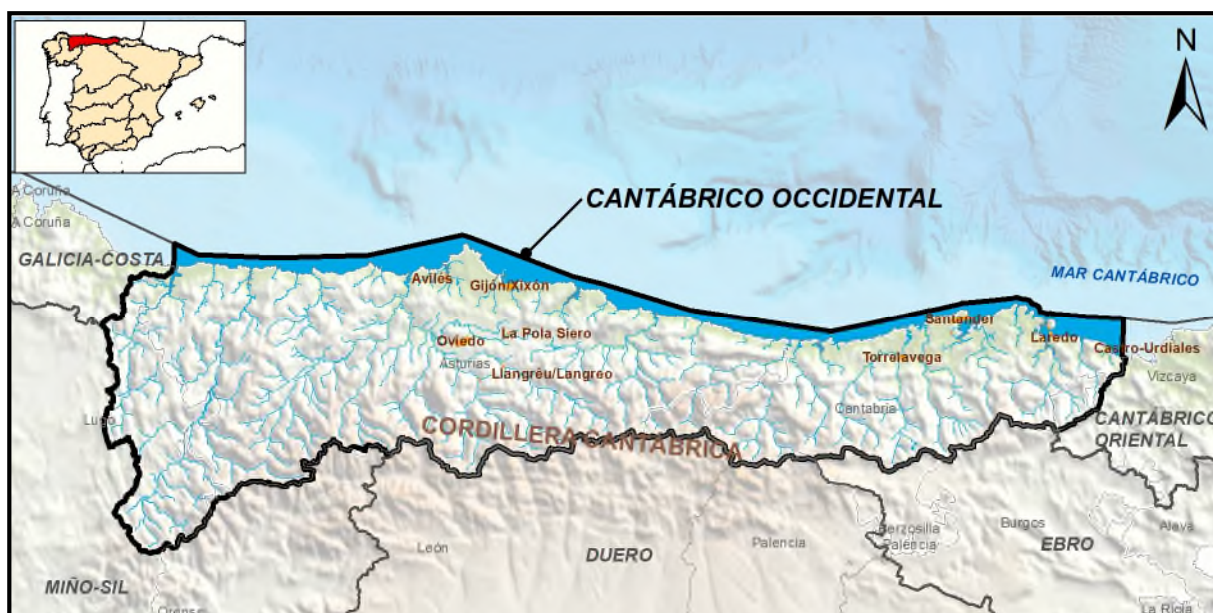 N
CANTÁBRICO OCCIDENTAL
A Coruña
A Coruña
GALICIA-COSTA
MAR CANTÁBRICO
Avilés
Gijón/Xixón
Santander
La Pola Siero
Oviedo
Laredo
Castro-Urdiales
Asturias
Torrelavega
Llangréu/Langreo
Vizcaya
Cantabria
Lugo
CORDILLERA CANTÁBRICA
CANTÁBRICO
ORIENTAL
Berzosilla
Palencia
Burgos
Álava
León
DUERO
Palencia
EBRO
MIÑO-SIL
Orense
La Rioja